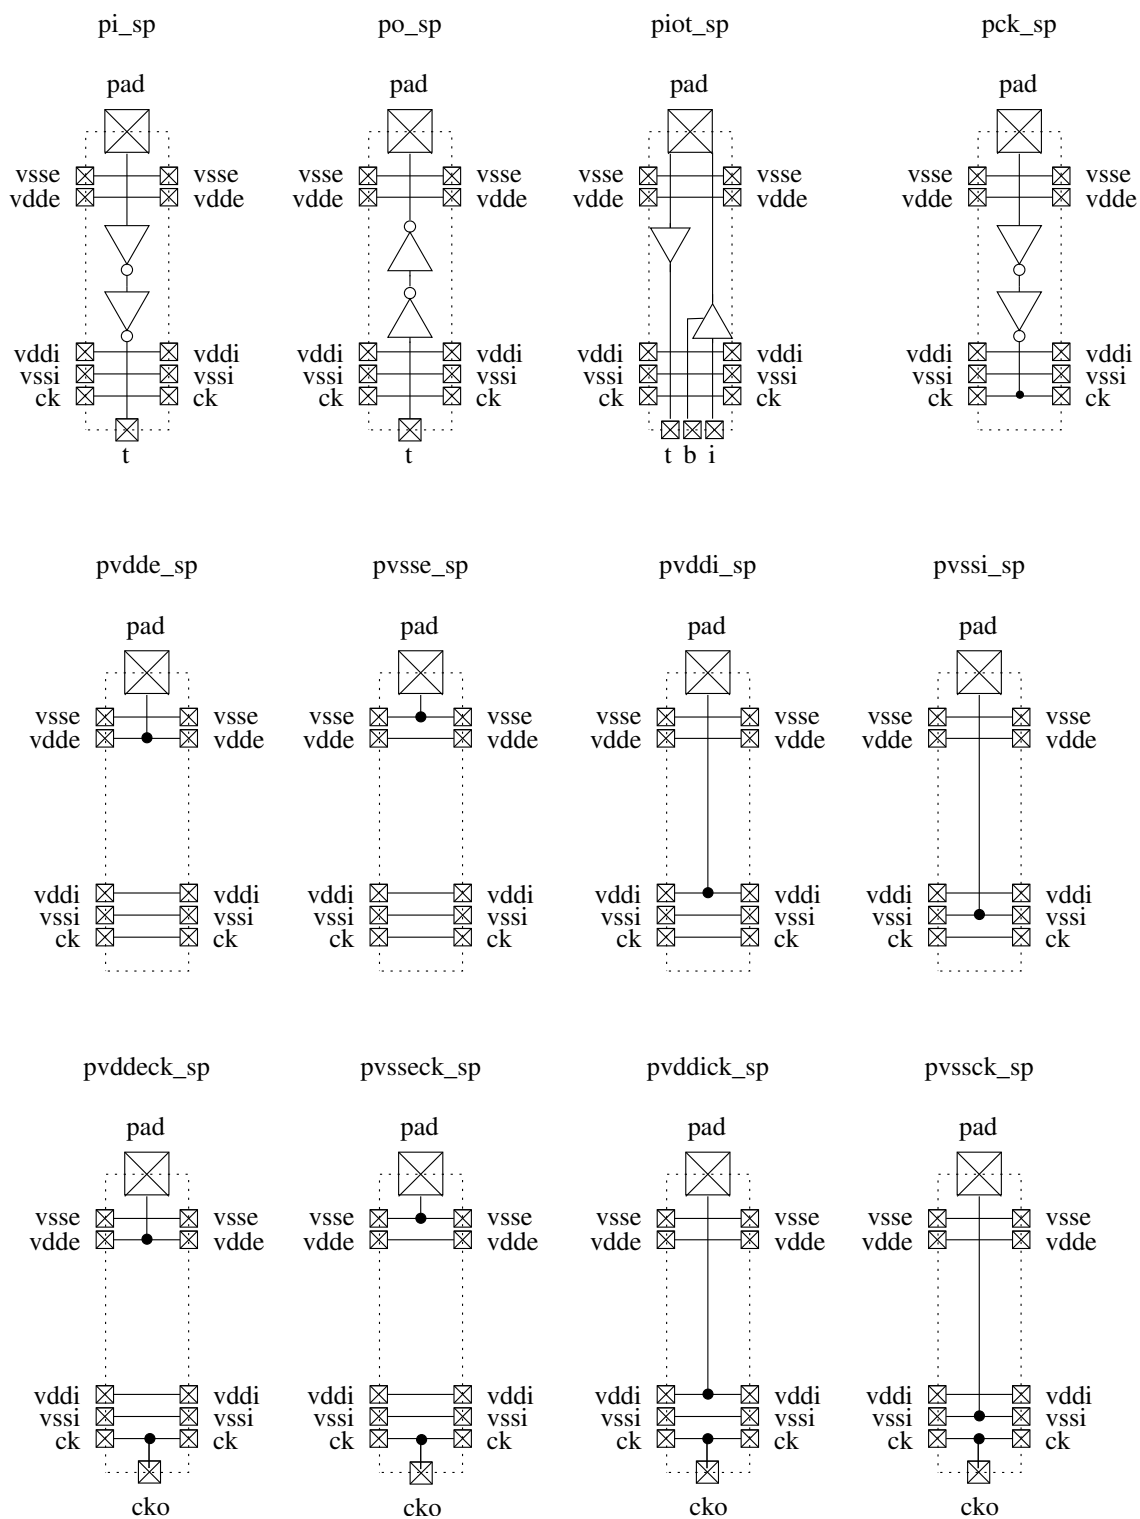 pi_sp po_sp piot_sp pck_sp
pad pad pad pad
vsse vsse vsse vsse vsse vsse vsse vsse
vdde vdde vdde vdde vdde vdde vdde vdde
vddi vddi vddi vddi vddi vddi vddi vddi
vssi vssi vssi vssi vssi vssi vssi vssi
ck ck ck ck ck ck ck ck
t t t b i
pvdde_sp pvsse_sp pvddi_sp pvssi_sp
pad pad pad pad
vsse vsse vsse vsse vsse vsse vsse vsse
vdde vdde vdde vdde vdde vdde vdde vdde
vddi vddi vddi vddi vddi vddi vddi vddi
vssi vssi vssi vssi vssi vssi vssi vssi
ck ck ck ck ck ck ck ck
pvddeck_sp pvsseck_sp pvddick_sp pvssck_sp
pad pad pad pad
vsse vsse vsse vsse vsse vsse vsse vsse
vdde vdde vdde vdde vdde vdde vdde vdde
vddi vddi vddi vddi vddi vddi vddi vddi
vssi vssi vssi vssi vssi vssi vssi vssi
ck ck ck ck ck ck ck ck
cko cko cko cko